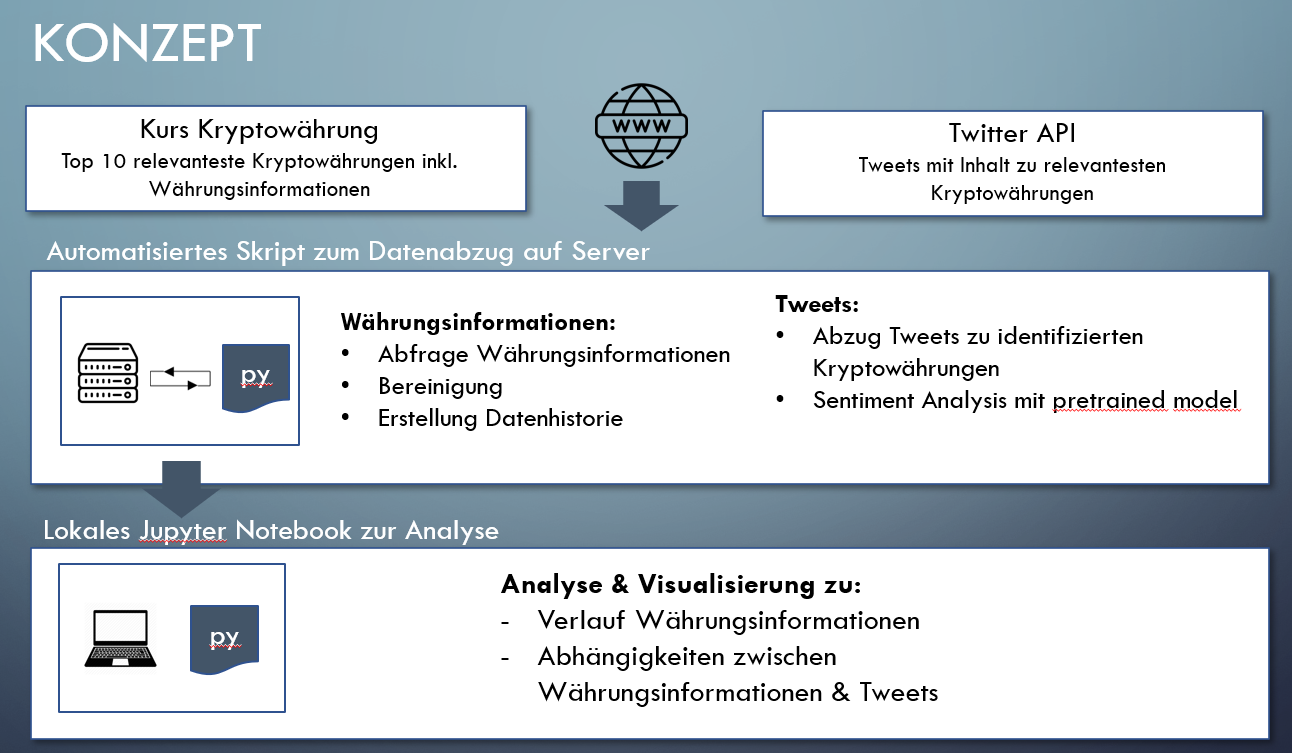 KONZEPT
Kurs Kryptowährung
Top 10 relevanteste Kryptowährungen inkl.
Währungsinformationen
WWW
Twitter API
Tweets mit Inhalt zu relevantesten
Kryptowährungen
Automatisiertes Skript zum Datenabzug auf Server
py
Währungsinformationen:
• Abfrage Währungsinformationen
• Bereinigung
• Erstellung Datenhistorie
Tweets:
• Abzug Tweets zu identifizierten
Kryptowährungen
• Sentiment Analysis mit pretrained model
Lokales Jupyter Notebook zur Analyse
py
Analyse & Visualisierung zu:
- Verlauf Währungsinformationen
- Abhängigkeiten zwischen
Währungsinformationen & Tweets